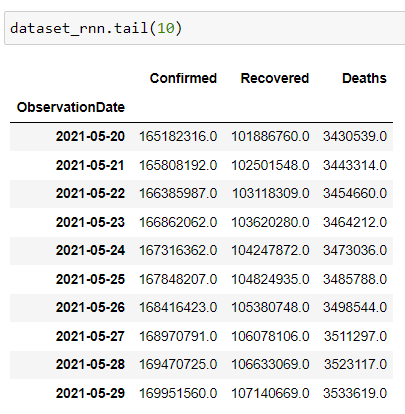 dataset_rnn.tail(10)
Confirmed Recovered Deaths
ObservationDate
2021-05-20 165182316.0 101886760.0 3430539.0
2021-05-21 165808192.0 102501548.0 3443314.0
2021-05-22 166385987.0 103118309.0 3454660.0
2021-05-23 166862062.0 103620280.0 3464212.0
2021-05-24 167316362.0 104247872.0 3473036.0
2021-05-25 167848207.0 104824935.0 3485788.0
2021-05-26 168416423.0 105380748.0 3498544.0
2021-05-27 168970791.0 106078106.0 3511297.0
2021-05-28 169470725.0 106633069.0 3523117.0
2021-05-29 169951560.0 107140669.0 3533619.0